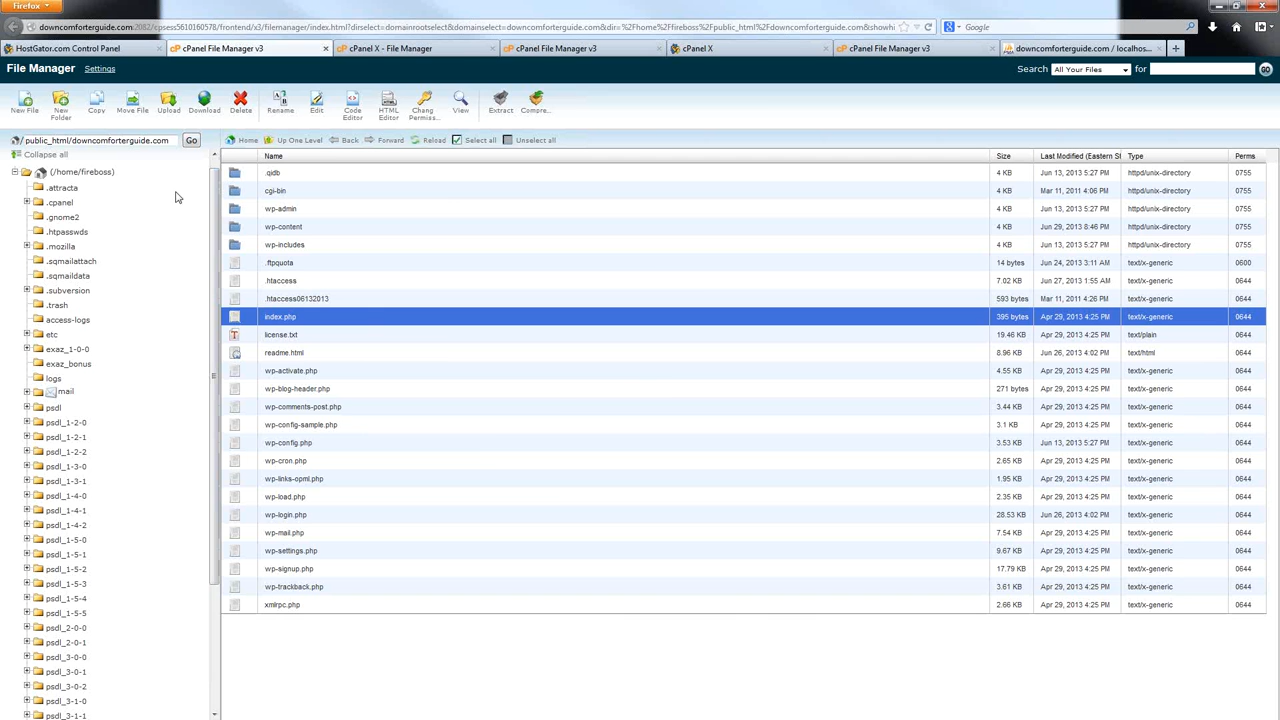 Firefox
downcomforterguide.com:2082/cpsess5610160578/frontend/x3/filemanager/index.html?dirselect=domainrootselect&domainselect=downcomforterguide.com&dir= %2Fhome%2Ffireboss%2Fpublic_html%2Fdowncomforterguide.com&showhi
Google
HostGator.com Control Panel
cPanel File Manager v3
cPanel X - File Manager
cPanel File Manager v3
cPanel X
cPanel File Manager v3
downcomforterguide.com / localhos...
File Manager Settings
Search All Your Files for GO
New File
New Folder
Copy
Move File
Upload
Download
Delete
Rename
Edit
Code Editor
HTML Editor
Chang Permiss...
View
Extract
Compre...
/ public_html/downcomforterguide.com Go
Home Up One Level Back Forward Reload Select all Unselect all
Collapse all
(/home/fireboss)
.attracta
.cpanel
.gnome2
.htpasswds
.mozilla
.sqmailattach
.sqmaildata
.subversion
.trash
access-logs
etc
exaz_1-0-0
exaz_bonus
logs
mail
psdl
psdl_1-2-0
psdl_1-2-1
psdl_1-2-2
psdl_1-3-0
psdl_1-3-1
psdl_1-4-0
psdl_1-4-1
psdl_1-4-2
psdl_1-5-0
psdl_1-5-1
psdl_1-5-2
psdl_1-5-3
psdl_1-5-4
psdl_1-5-5
psdl_2-0-0
psdl_2-0-1
psdl_3-0-0
psdl_3-0-1
psdl_3-0-2
psdl_3-1-0
psdl_3-1-1
Name Size Last Modified (Eastern St Type Perms
.qidb 4 KB Jun 13, 2013 5:27 PM httpd/unix-directory 0755
cgi-bin 4 KB Mar 11, 2011 4:06 PM httpd/unix-directory 0755
wp-admin 4 KB Jun 13, 2013 5:27 PM httpd/unix-directory 0755
wp-content 4 KB Jun 29, 2013 8:46 PM httpd/unix-directory 0755
wp-includes 4 KB Jun 13, 2013 5:27 PM httpd/unix-directory 0755
.ftpquota 14 bytes Jun 24, 2013 3:11 AM text/x-generic 0600
.htaccess 7.02 KB Jun 27, 2013 1:55 AM text/x-generic 0644
.htaccess06132013 593 bytes Mar 11, 2011 4:26 PM text/x-generic 0644
index.php 395 bytes Apr 29, 2013 4:25 PM text/x-generic 0644
license.txt 19.46 KB Apr 29, 2013 4:25 PM text/plain 0644
readme.html 8.96 KB Jun 26, 2013 4:02 PM text/html 0644
wp-activate.php 4.55 KB Apr 29, 2013 4:25 PM text/x-generic 0644
wp-blog-header.php 271 bytes Apr 29, 2013 4:25 PM text/x-generic 0644
wp-comments-post.php 3.44 KB Apr 29, 2013 4:25 PM text/x-generic 0644
wp-config-sample.php 3.1 KB Apr 29, 2013 4:25 PM text/x-generic 0644
wp-config.php 3.53 KB Jun 13, 2013 5:27 PM text/x-generic 0644
wp-cron.php 2.65 KB Apr 29, 2013 4:25 PM text/x-generic 0644
wp-links-opml.php 1.95 KB Apr 29, 2013 4:25 PM text/x-generic 0644
wp-load.php 2.35 KB Apr 29, 2013 4:25 PM text/x-generic 0644
wp-login.php 28.53 KB Jun 26, 2013 4:02 PM text/x-generic 0644
wp-mail.php 7.54 KB Apr 29, 2013 4:25 PM text/x-generic 0644
wp-settings.php 9.67 KB Apr 29, 2013 4:25 PM text/x-generic 0644
wp-signup.php 17.79 KB Apr 29, 2013 4:25 PM text/x-generic 0644
wp-trackback.php 3.61 KB Apr 29, 2013 4:25 PM text/x-generic 0644
xmlrpc.php 2.66 KB Apr 29, 2013 4:25 PM text/x-generic 0644